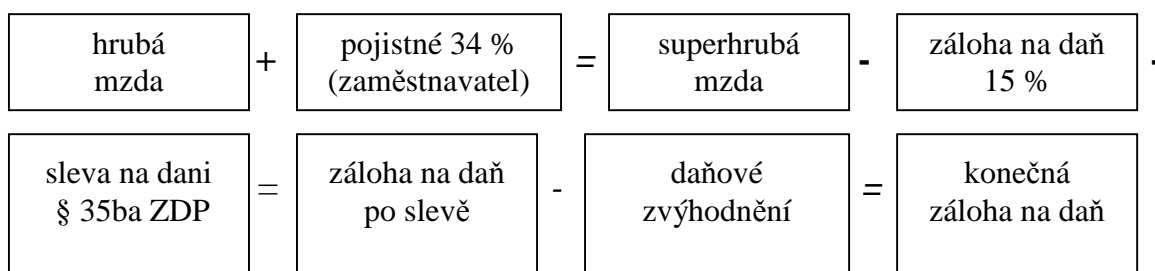 hrubá + pojistné 34 % = superhrubá - záloha na daň -
mzda (zaměstnavatel) mzda 15 %
sleva na dani = záloha na daň - daňové = konečná
§ 35ba ZDP po slevě zvýhodnění záloha na daň